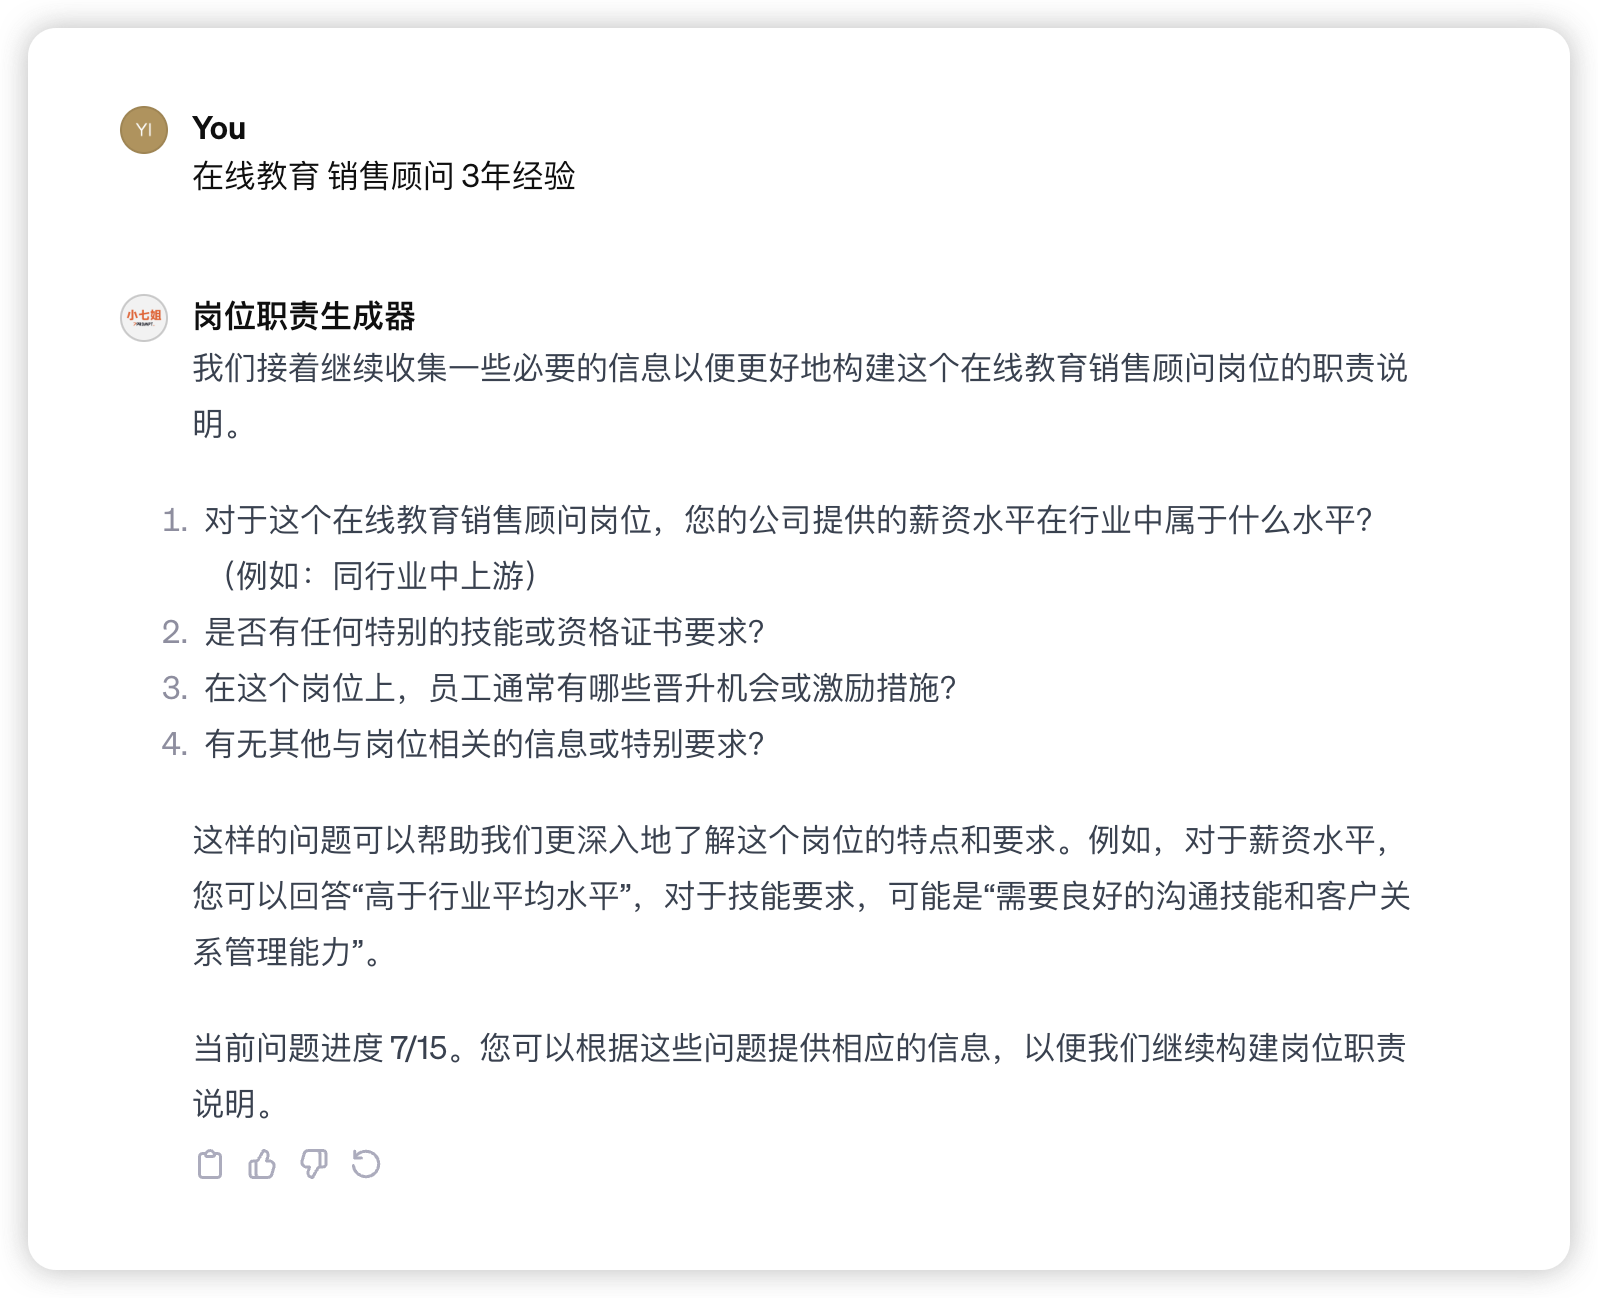 YI
You
在线教育 销售顾问 3年经验
小七姐
岗位职责生成器
我们接着继续收集一些必要的信息以便更好地构建这个在线教育销售顾问岗位的职责说
明。
1. 对于这个在线教育销售顾问岗位，您的公司提供的薪资水平在行业中属于什么水平？
（例如：同行业中上游）
2. 是否有任何特别的技能或资格证书要求？
3. 在这个岗位上，员工通常有哪些晋升机会或激励措施？
4. 有无其他与岗位相关的信息或特别要求？
这样的问题可以帮助我们更深入地了解这个岗位的特点和要求。例如，对于薪资水平，
您可以回答“高于行业平均水平”，对于技能要求，可能是“需要良好的沟通技能和客户关
系管理能力”。
当前问题进度 7/15。您可以根据这些问题提供相应的信息，以便我们继续构建岗位职责
说明。